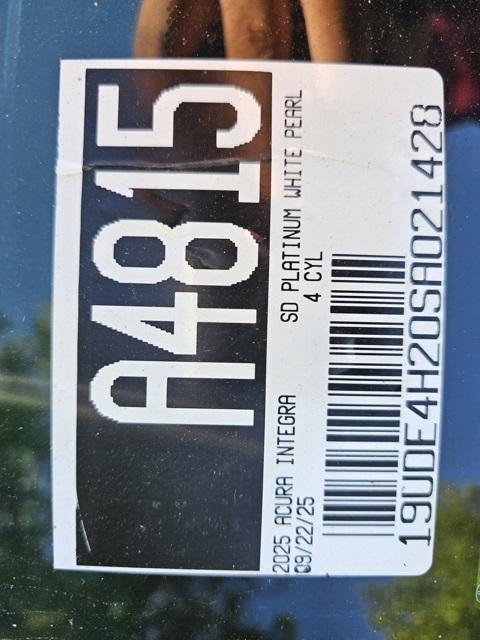 A4815
2025 ACURA INTEGRA SD PLATINUM WHITE PEARL
09/22/25 4 CYL
19UDE4H20SA021428